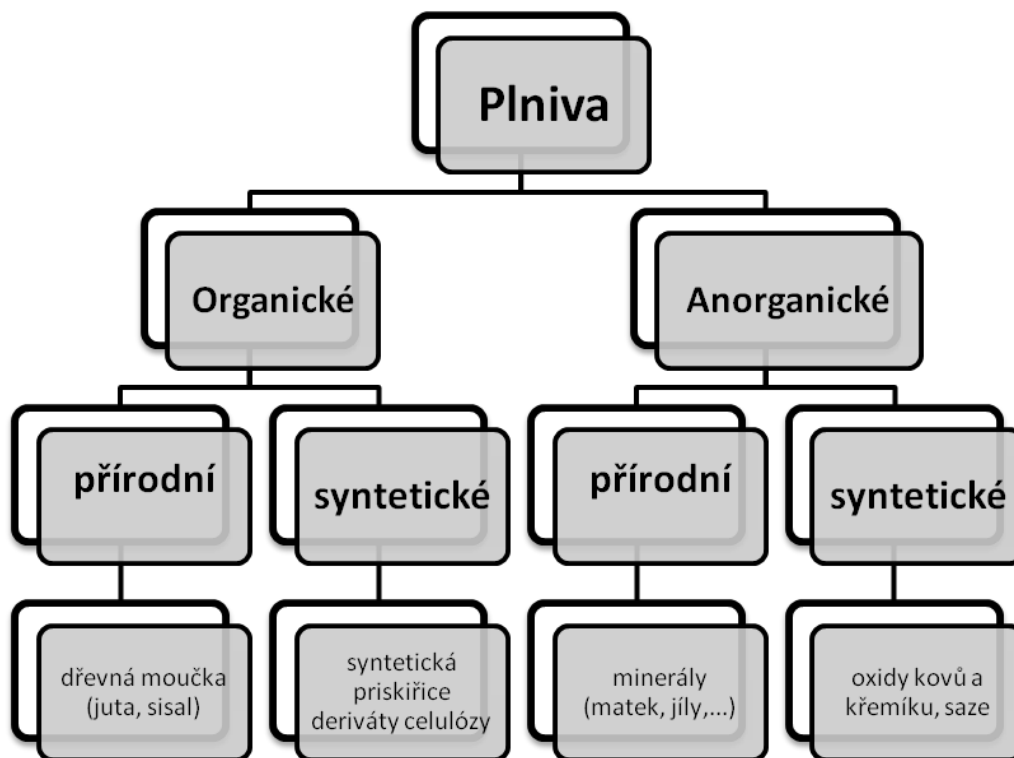 Plniva
Organické
Anorganické
přírodní
syntetické
přírodní
syntetické
dřevná moučka
(juta, sisal)
syntetická
priskiřice
deriváty celulózy
minerály
(matek, jíly,...)
oxidy kovů a
křemíku, saze